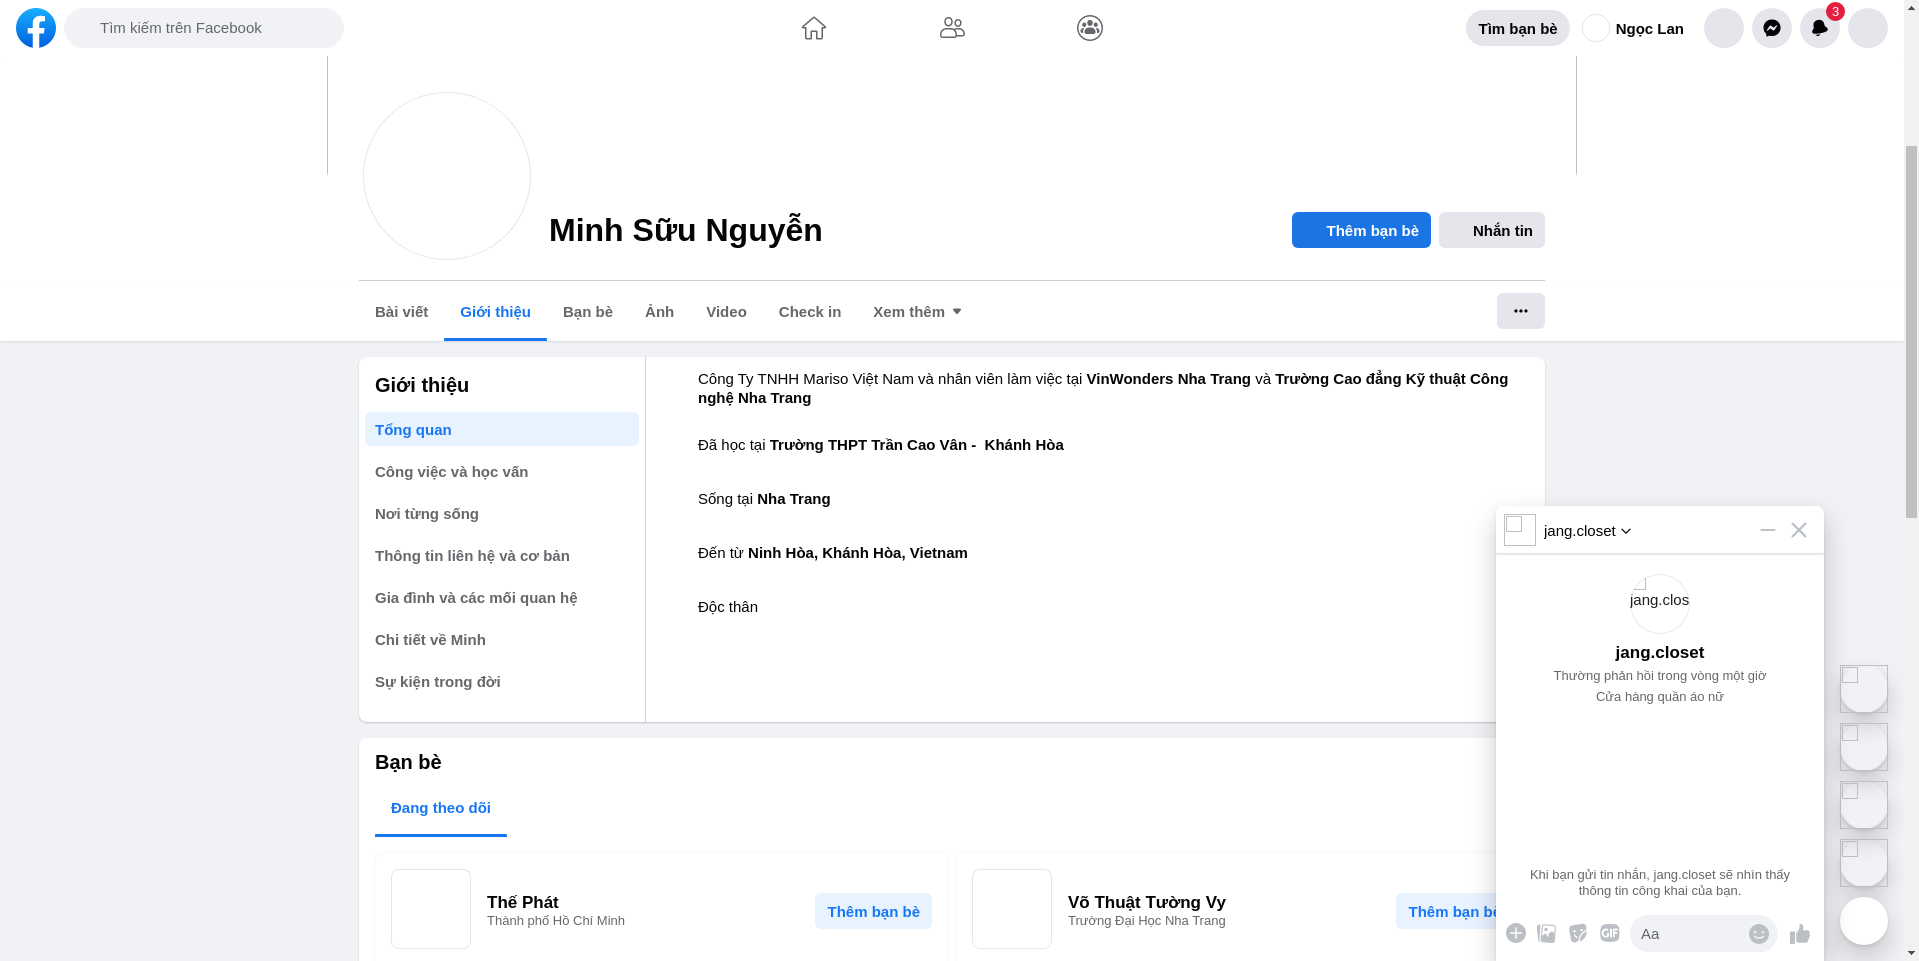 Tìm kiếm trên Facebook
Tìm bạn bè
Ngọc Lan
3
Minh Sữu Nguyễn
Thêm bạn bè
Nhắn tin
Bài viết
Giới thiệu
Bạn bè
Ảnh
Video
Check in
Xem thêm
Giới thiệu
Tổng quan
Công việc và học vấn
Nơi từng sống
Thông tin liên hệ và cơ bản
Gia đình và các mối quan hệ
Chi tiết về Minh
Sự kiện trong đời
Công Ty TNHH Mariso Việt Nam và nhân viên làm việc tại VinWonders Nha Trang và Trường Cao đẳng Kỹ thuật Công
nghệ Nha Trang
Đã học tại Trường THPT Trần Cao Vân - Khánh Hòa
Sống tại Nha Trang
Đến từ Ninh Hòa, Khánh Hòa, Vietnam
Độc thân
Bạn bè
Đang theo dõi
Thế Phát
Thành phố Hồ Chí Minh
Thêm bạn bè
Võ Thuật Tường Vy
Trường Đại Học Nha Trang
Thêm bạn bè
jang.closet
jang.clos
jang.closet
Thường phản hồi trong vòng một giờ
Cửa hàng quần áo nữ
Khi bạn gửi tin nhắn, jang.closet sẽ nhìn thấy
thông tin công khai của bạn.
GIF
Aa